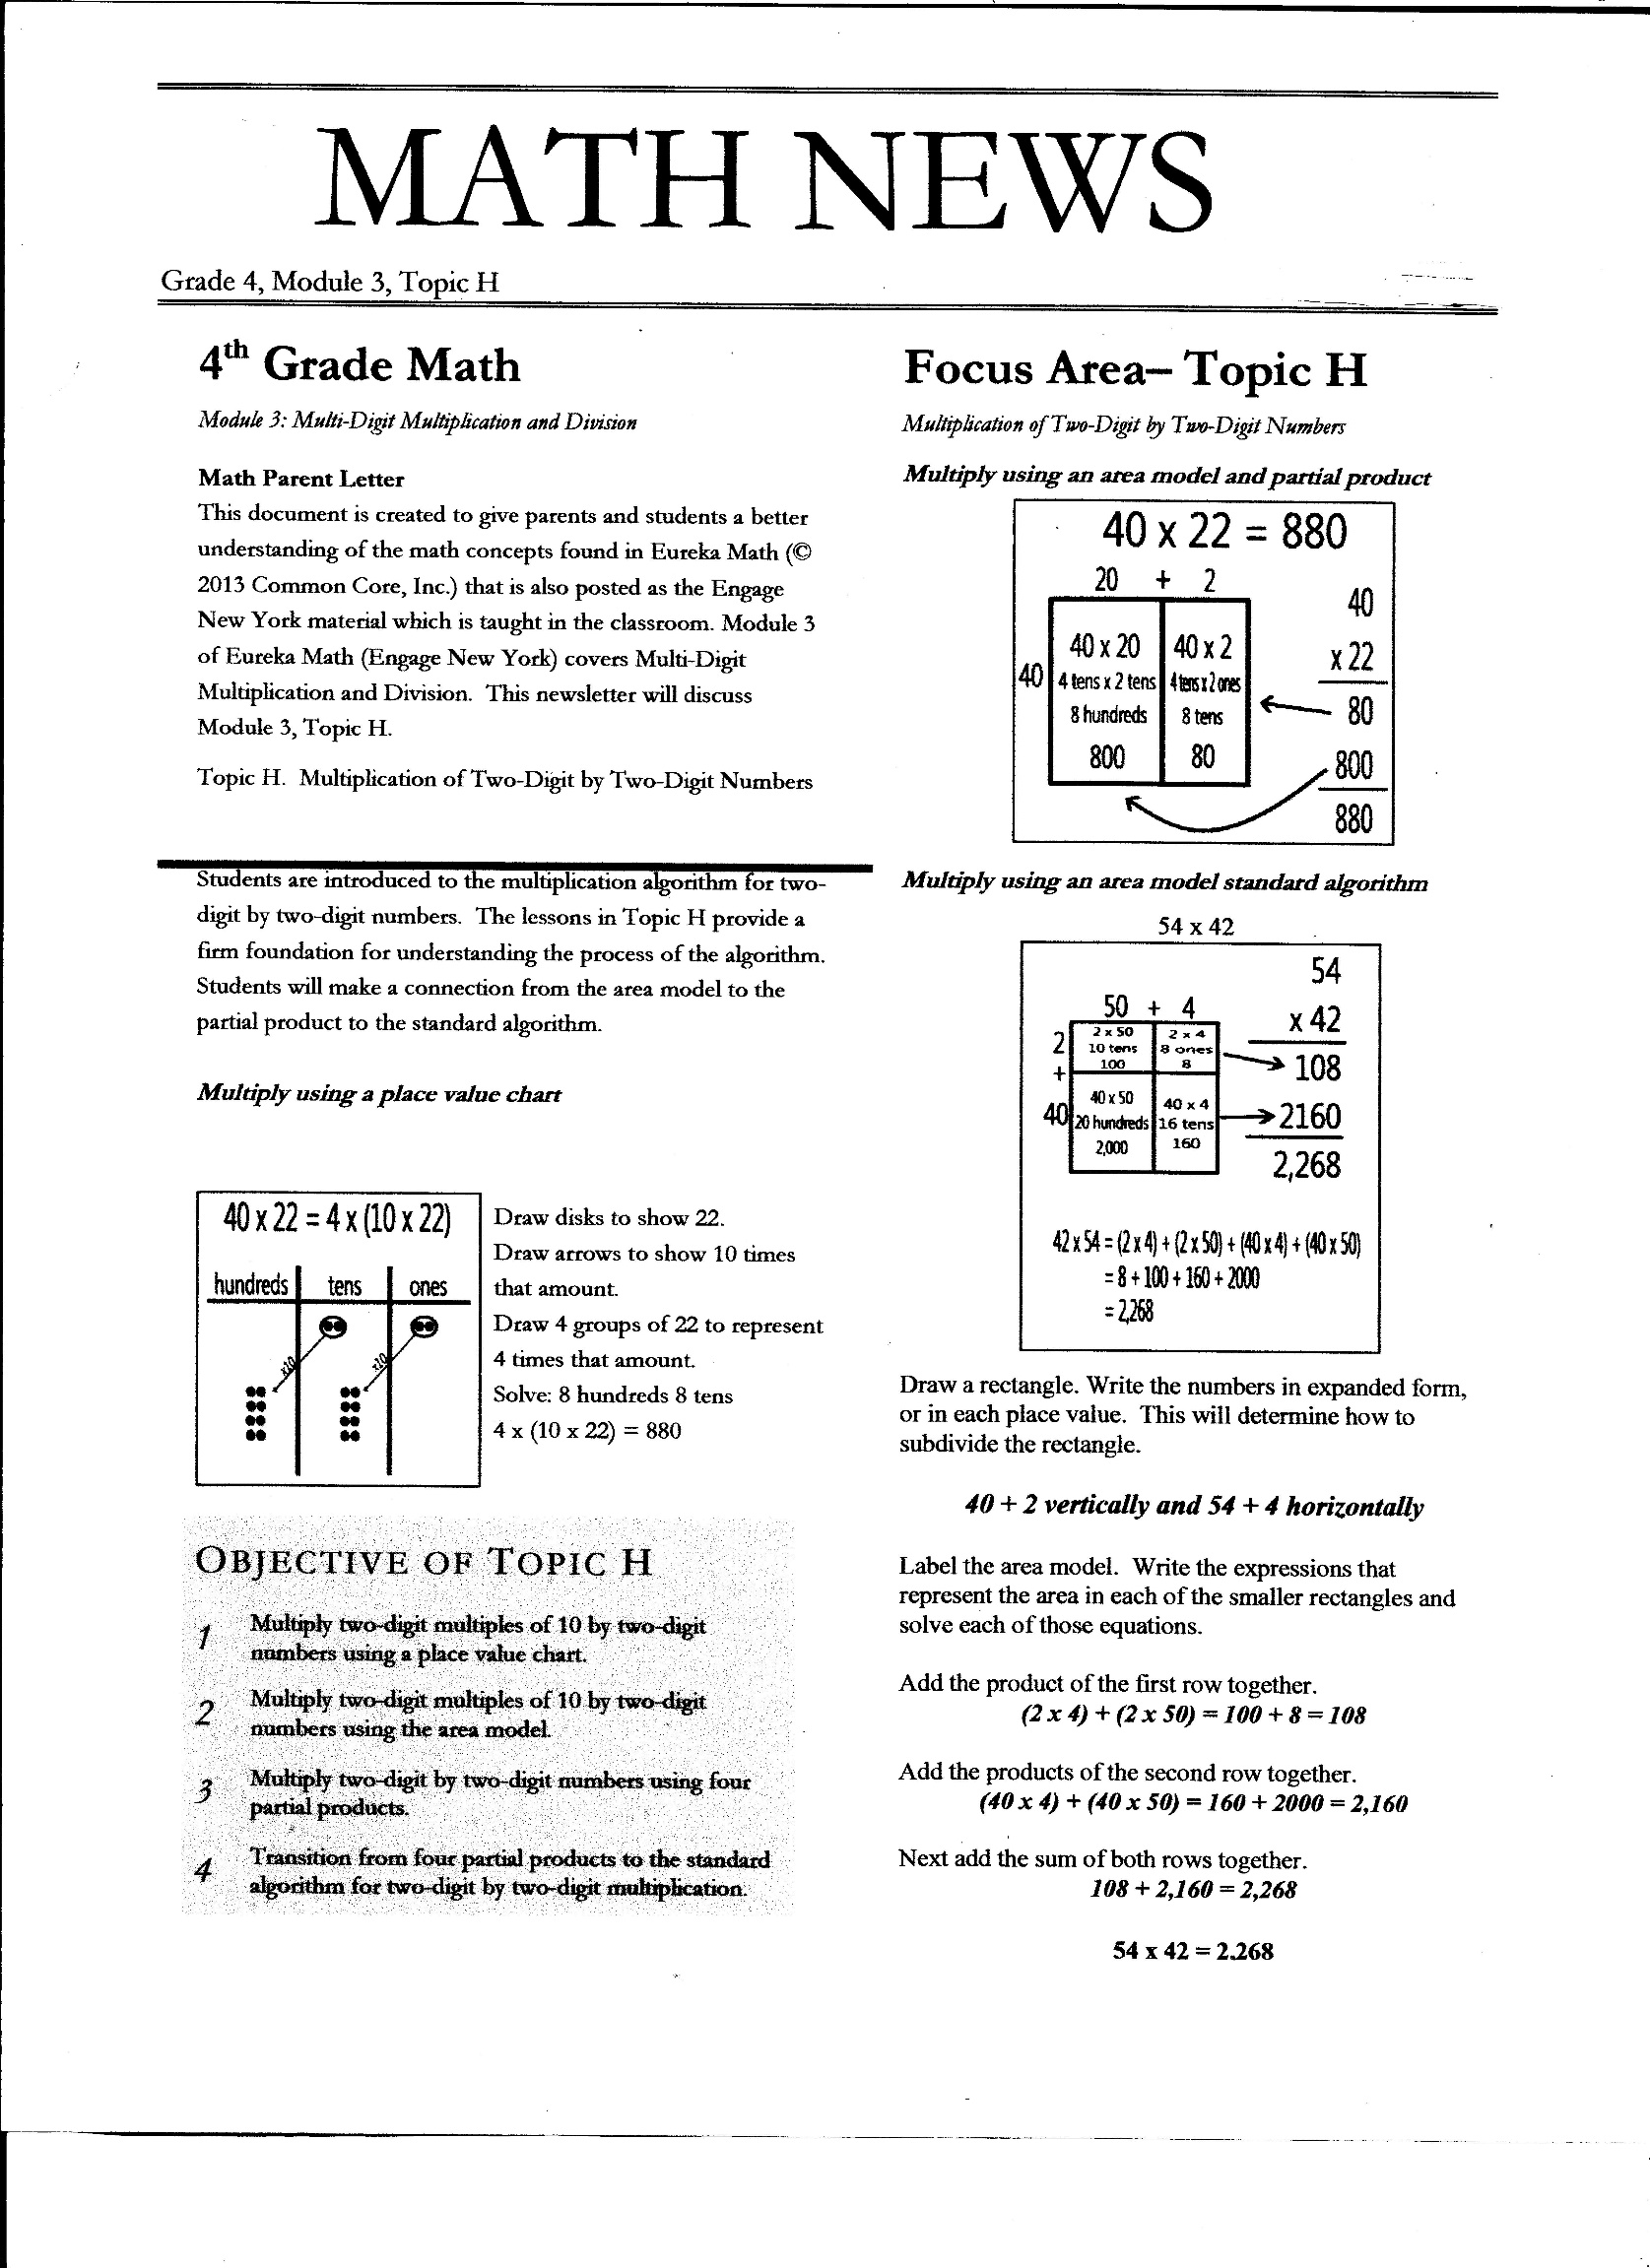 MATH NEWS
Grade 4, Module 3, Topic H
4th Grade Math
Module 3: Multi-Digit Multiplication and Division
Math Parent Letter
This document is created to give parents and students a better
understanding of the math concepts found in Eureka Math (©
2013 Common Core, Inc.) that is also posted as the Engage
New York material which is taught in the classroom. Module 3
of Eureka Math (Engage New York) covers Multi-Digit
Multiplication and Division. This newsletter will discuss
Module 3, Topic H.
Topic H. Multiplication of Two-Digit by Two-Digit Numbers
Students are introduced to the multiplication algorithm for two-
digit by two-digit numbers. The lessons in Topic H provide a
firm foundation for understanding the process of the algorithm.
Students will make a connection from the area model to the
partial product to the standard algorithm.
Multiply using a place value chart
40 x 22 = 4 x (10 x 22)
hundreds tens ones
x10 x10
Draw disks to show 22.
Draw arrows to show 10 times
that amount.
Draw 4 groups of 22 to represent
4 times that amount.
Solve: 8 hundreds 8 tens
4 x (10 x 22) = 880
OBJECTIVE OF TOPIC H
1 Multiply two-digit multiples of 10 by two-digit
numbers using a place value chart.
2 Multiply two-digit multiples of 10 by two-digit
numbers using the area model.
3 Multiply two-digit by two-digit numbers using four
partial products.
4 Transition from four partial products to the standard
algorithm for two-digit by two-digit multiplication.
Focus Area– Topic H
Multiplication of Two-Digit by Two-Digit Numbers
Multiply using an area model and partial product
40 x 22 = 880
20 + 2
40
40 x 20 40 x 2
4 tens x 2 tens 4 tens x 2 ones
8 hundreds 8 tens
800 80
40
x 22
80
800
880
Multiply using an area model standard algorithm
54 x 42
50 + 4
2
+
40
2 x 50 2 x 4
10 tens 8 ones
100 8
40 x 50 40 x 4
20 hundreds 16 tens
2,000 160
54
x 42
108
2160
2,268
42 x 54 = (2 x 4) + (2 x 50) + (40 x 4) + (40 x 50)
= 8 + 100 + 160 + 2000
= 2,268
Draw a rectangle. Write the numbers in expanded form,
or in each place value. This will determine how to
subdivide the rectangle.
40 + 2 vertically and 54 + 4 horizontally
Label the area model. Write the expressions that
represent the area in each of the smaller rectangles and
solve each of those equations.
Add the product of the first row together.
(2 x 4) + (2 x 50) = 100 + 8 = 108
Add the products of the second row together.
(40 x 4) + (40 x 50) = 160 + 2000 = 2,160
Next add the sum of both rows together.
108 + 2,160 = 2,268
54 x 42 = 2.268